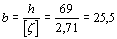 b = h / [ζ] = 69 / 2,71 = 25,5